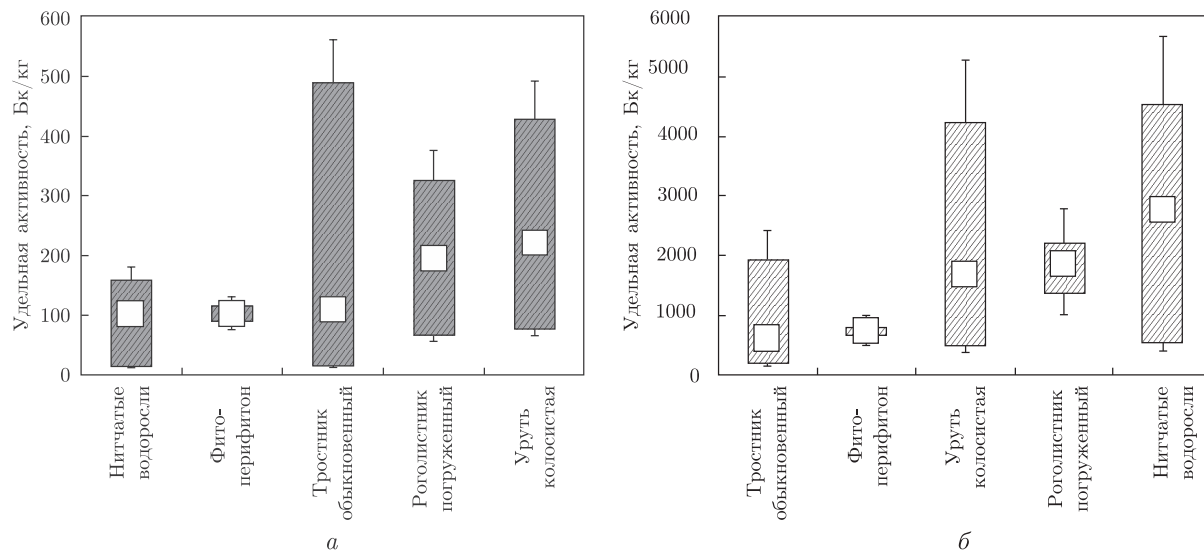 Удельная активность, Бк/кг
600
500
400
300
200
100
0
Нитчатые
водоросли
Фито-
перифитон
Тростник
обыкновенный
Роголистник
погруженный
Уруть
колосистая
а
Удельная активность, Бк/кг
6000
5000
4000
3000
2000
1000
0
Тростник
обыкновенный
Фито-
перифитон
Уруть
колосистая
Роголистник
погруженный
Нитчатые
водоросли
б